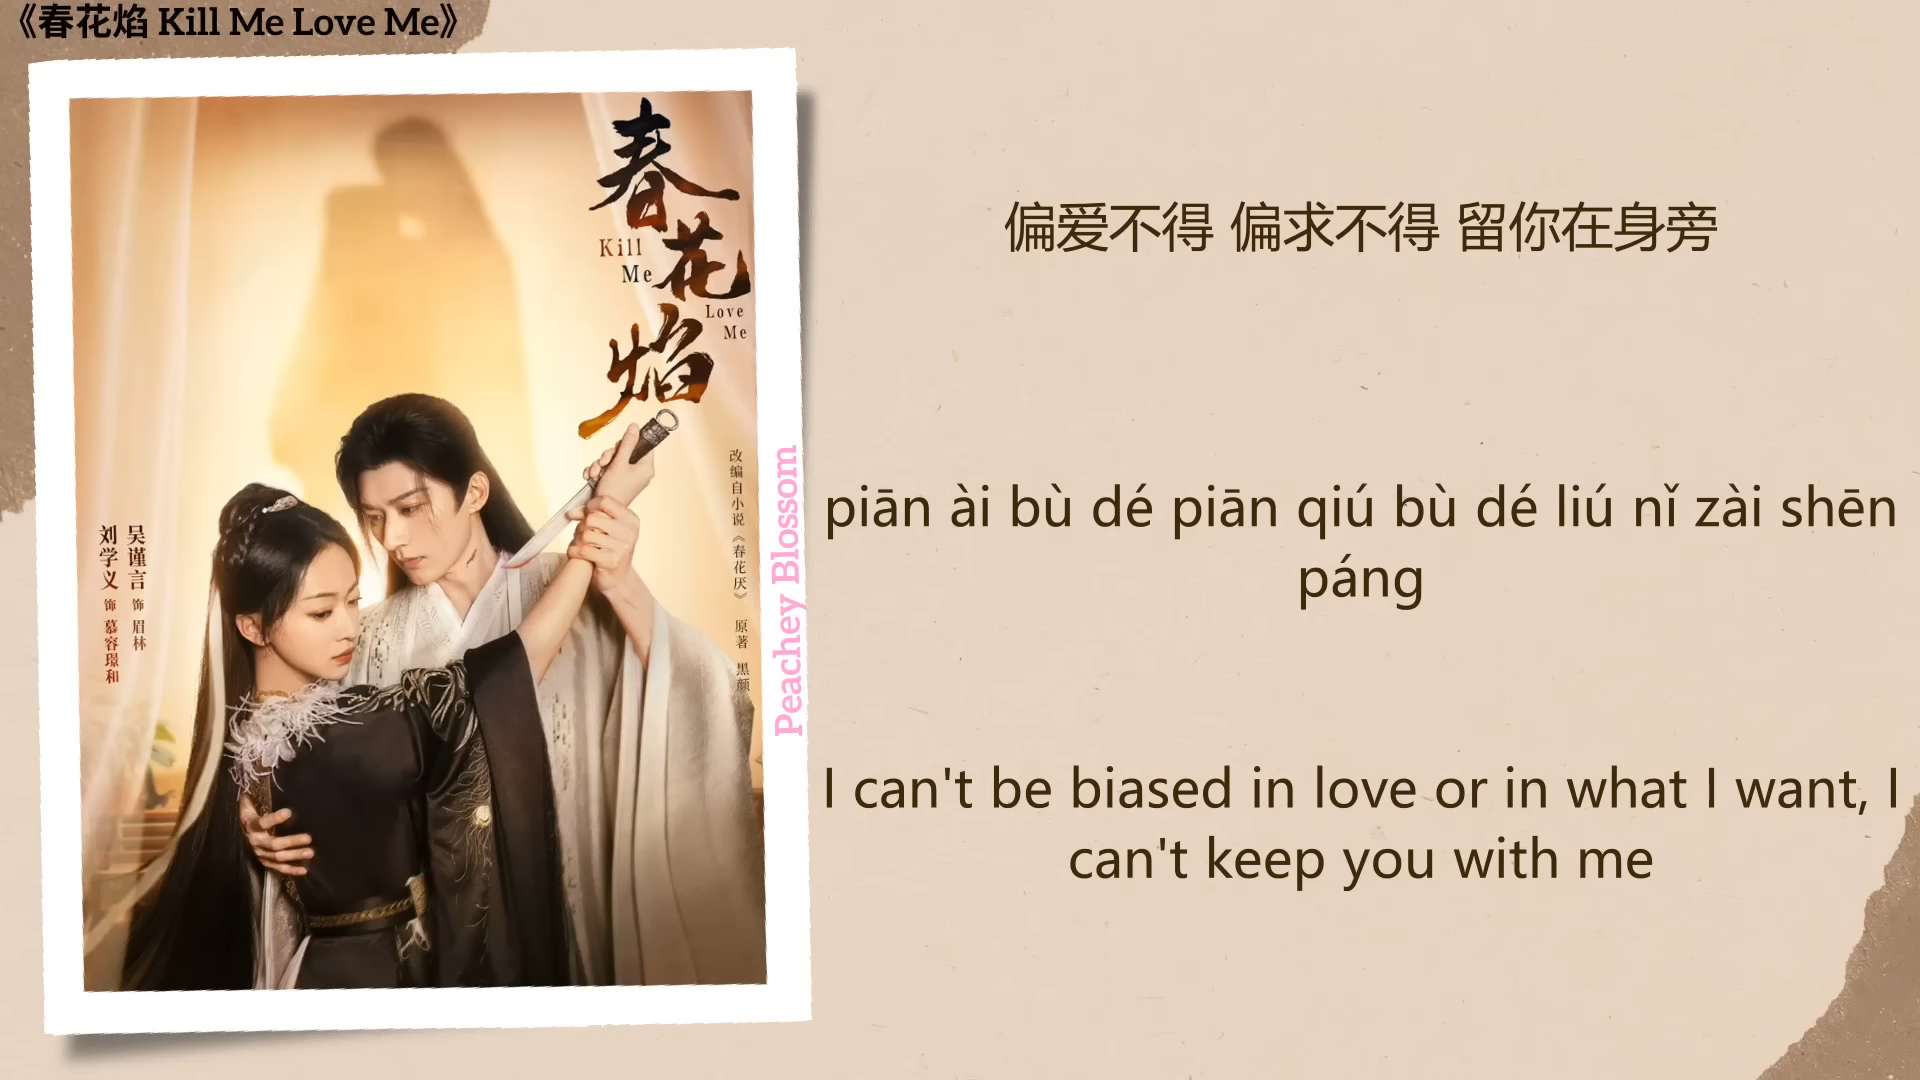 《春花焰 Kill Me Love Me》
春花焰
Kill
Me
Love
Me
改编自小说《春花厌》 原著 黑颜
吴谨言 饰 眉林
刘学义 饰 慕容璟和
Peachey Blossom
偏爱不得 偏求不得 留你在身旁
piān ài bù dé piān qiú bù dé liú nǐ zài shēn
páng
I can't be biased in love or in what I want, I
can't keep you with me